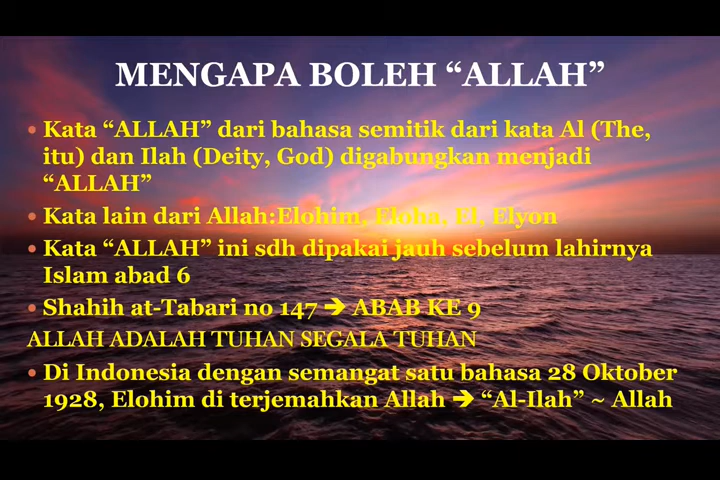 MENGAPA BOLEH “ALLAH”
• Kata “ALLAH” dari bahasa semitik dari kata Al (The,
itu) dan Ilah (Deity, God) digabungkan menjadi
“ALLAH”
• Kata lain dari Allah:Elohim, Eloha, El, Elyon
• Kata “ALLAH” ini sdh dipakai jauh sebelum lahirnya
Islam abad 6
• Shahih at-Tabari no 147 ➔ ABAB KE 9
ALLAH ADALAH TUHAN SEGALA TUHAN
• Di Indonesia dengan semangat satu bahasa 28 Oktober
1928, Elohim di terjemahkan Allah ➔ “Al-Ilah” ~ Allah